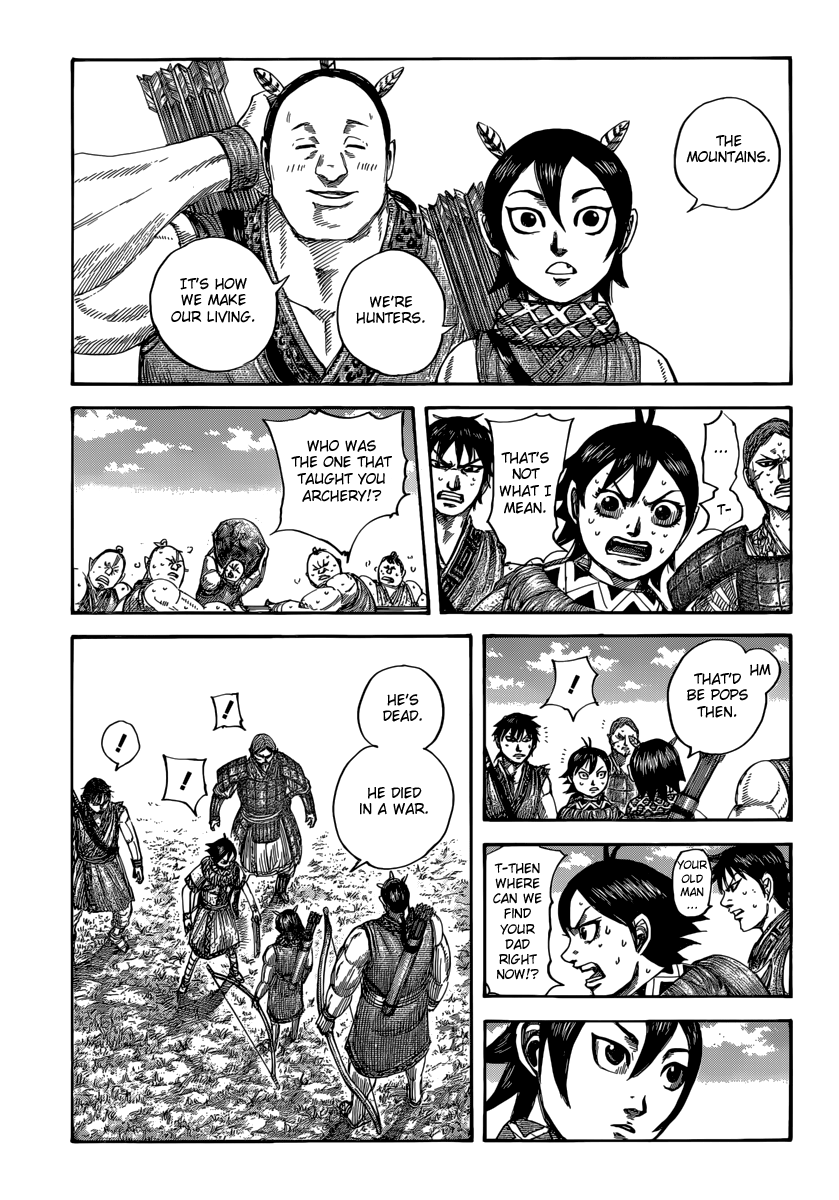 THE
MOUNTAINS.
WE'RE
HUNTERS.
IT'S HOW
WE MAKE
OUR LIVING.
...
T-
THAT'S
NOT
WHAT I
MEAN.
WHO WAS
THE ONE THAT
TAUGHT YOU
ARCHERY!?
HM
THAT'D
BE POPS
THEN.
!
YOUR
OLD
MAN
...
T-THEN
WHERE
CAN WE
FIND
YOUR
DAD
RIGHT
NOW!?
HE'S
DEAD.
HE DIED
IN A WAR.
!
!
!